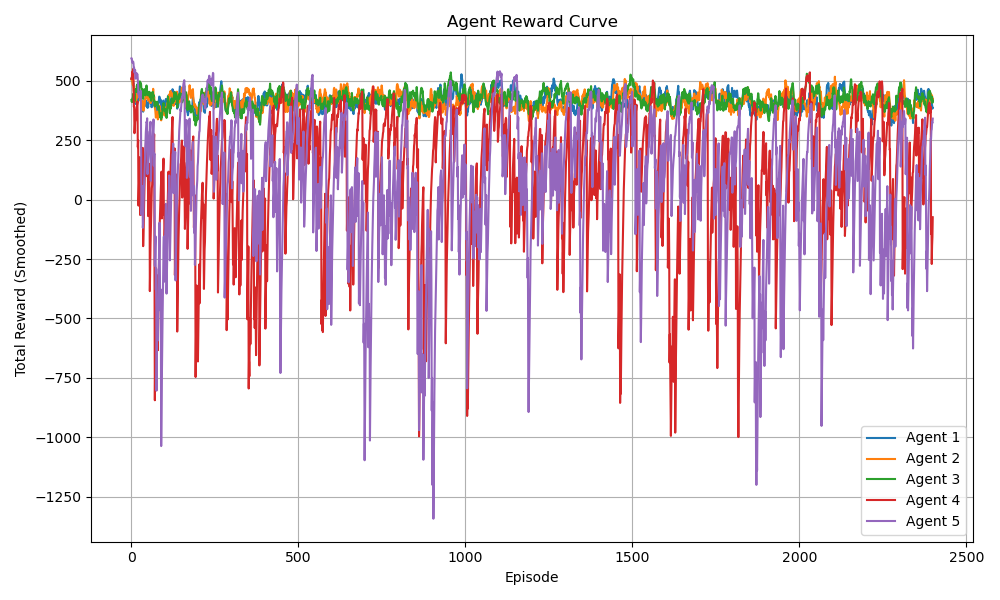 Agent Reward Curve
Total Reward (Smoothed)
500
250
0
−250
−500
−750
−1000
−1250
0
500
1000
1500
2000
2500
Episode
Agent 1
Agent 2
Agent 3
Agent 4
Agent 5